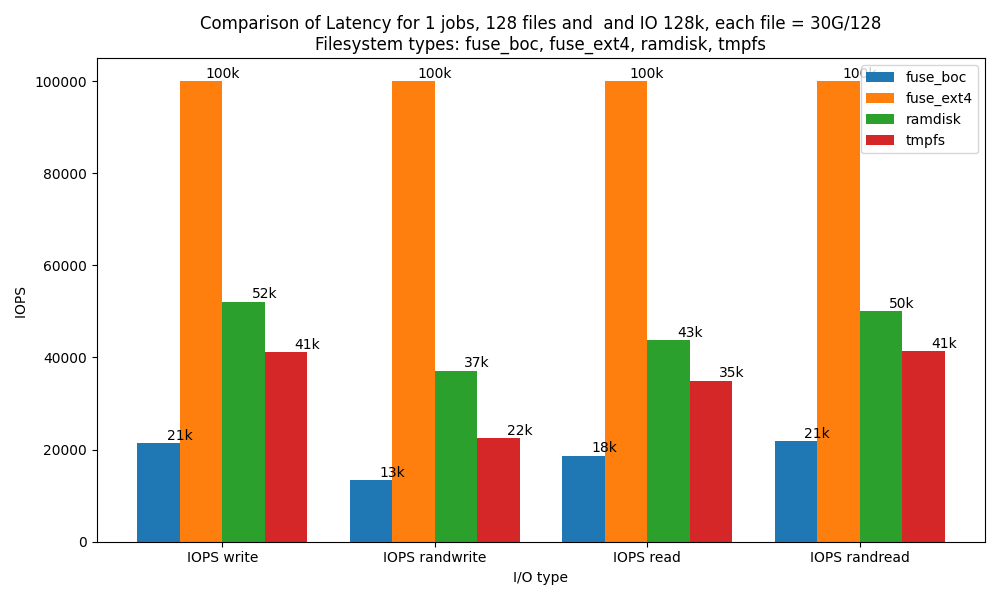 Comparison of Latency for 1 jobs, 128 files and  and IO 128k, each file = 30G/128
Filesystem types: fuse_boc, fuse_ext4, ramdisk, tmpfs
IOPS
100000
80000
60000
40000
20000
0
21k
100k
52k
41k
13k
100k
37k
22k
18k
100k
43k
35k
21k
100k
50k
41k
fuse_boc
fuse_ext4
ramdisk
tmpfs
IOPS write
IOPS randwrite
IOPS read
IOPS randread
I/O type